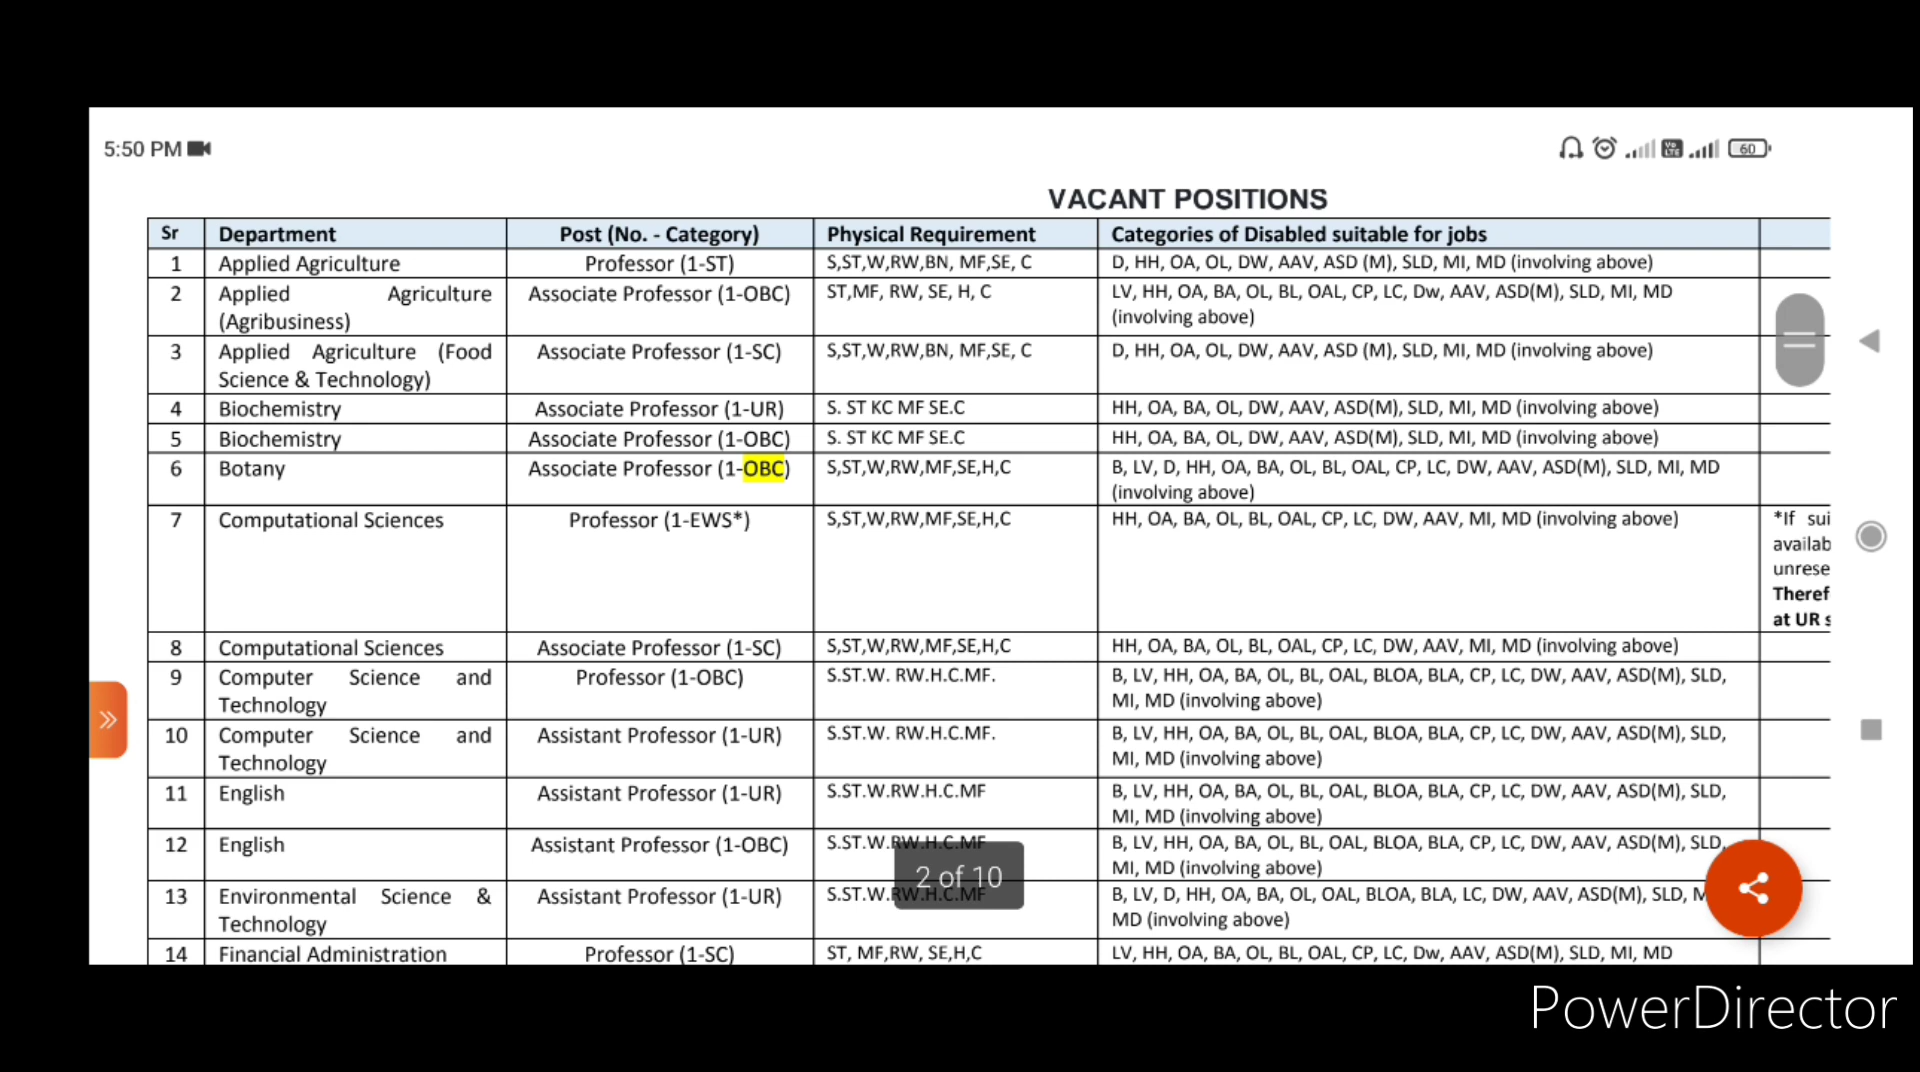 5:50 PM
Vo LTE
60
VACANT POSITIONS
Sr Department Post (No. - Category) Physical Requirement Categories of Disabled suitable for jobs
1 Applied Agriculture Professor (1-ST) S,ST,W,RW,BN, MF,SE, C D, HH, OA, OL, DW, AAV, ASD (M), SLD, MI, MD (involving above)
2 Applied Agriculture Associate Professor (1-OBC) ST,MF, RW, SE, H, C LV, HH, OA, BA, OL, BL, OAL, CP, LC, Dw, AAV, ASD(M), SLD, MI, MD
(Agribusiness) (involving above)
3 Applied Agriculture (Food Associate Professor (1-SC) S,ST,W,RW,BN, MF,SE, C D, HH, OA, OL, DW, AAV, ASD (M), SLD, MI, MD (involving above)
Science & Technology)
4 Biochemistry Associate Professor (1-UR) S. ST KC MF SE.C HH, OA, BA, OL, DW, AAV, ASD(M), SLD, MI, MD (involving above)
5 Biochemistry Associate Professor (1-OBC) S. ST KC MF SE.C HH, OA, BA, OL, DW, AAV, ASD(M), SLD, MI, MD (involving above)
6 Botany Associate Professor (1-OBC) S,ST,W,RW,MF,SE,H,C B, LV, D, HH, OA, BA, OL, BL, OAL, CP, LC, DW, AAV, ASD(M), SLD, MI, MD
(involving above)
7 Computational Sciences Professor (1-EWS*) S,ST,W,RW,MF,SE,H,C HH, OA, BA, OL, BL, OAL, CP, LC, DW, AAV, MI, MD (involving above) *If sui
availab
unrese
Theref
at UR s
8 Computational Sciences Associate Professor (1-SC) S,ST,W,RW,MF,SE,H,C HH, OA, BA, OL, BL, OAL, CP, LC, DW, AAV, MI, MD (involving above)
9 Computer Science and Professor (1-OBC) S.ST.W. RW.H.C.MF. B, LV, HH, OA, BA, OL, BL, OAL, BLOA, BLA, CP, LC, DW, AAV, ASD(M), SLD,
Technology MI, MD (involving above)
10 Computer Science and Assistant Professor (1-UR) S.ST.W. RW.H.C.MF. B, LV, HH, OA, BA, OL, BL, OAL, BLOA, BLA, CP, LC, DW, AAV, ASD(M), SLD,
Technology MI, MD (involving above)
11 English Assistant Professor (1-UR) S.ST.W.RW.H.C.MF B, LV, HH, OA, BA, OL, BL, OAL, BLOA, BLA, CP, LC, DW, AAV, ASD(M), SLD,
MI, MD (involving above)
12 English Assistant Professor (1-OBC) S.ST.W.RW.H.C.MF B, LV, HH, OA, BA, OL, BL, OAL, BLOA, BLA, CP, LC, DW, AAV, ASD(M), SLD,
MI, MD (involving above)
2 of 10
13 Environmental Science & Assistant Professor (1-UR) S.ST.W.RW.H.C.MF B, LV, D, HH, OA, BA, OL, OAL, BLOA, BLA, LC, DW, AAV, ASD(M), SLD, M
Technology MD (involving above)
14 Financial Administration Professor (1-SC) ST, MF,RW, SE,H,C LV, HH, OA, BA, OL, BL, OAL, CP, LC, Dw, AAV, ASD(M), SLD, MI, MD
PowerDirector